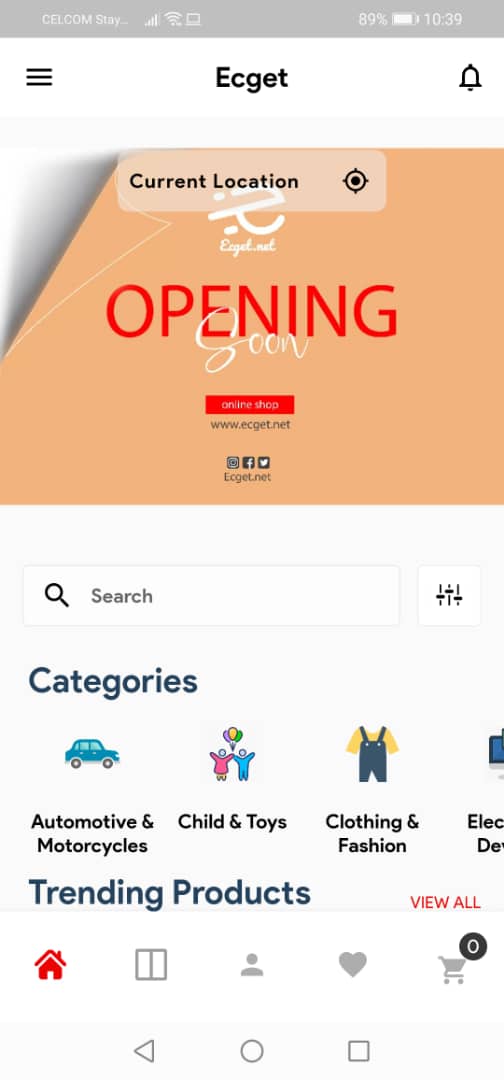 CELCOM Stay...
89% 10:39
Ecget
Current Location
Ecget.net
OPENING
Soon
online shop
www.ecget.net
Ecget.net
Search
Categories
Automotive &
Motorcycles
Child & Toys
Clothing &
Fashion
Elec
Dev
Trending Products
VIEW ALL
0